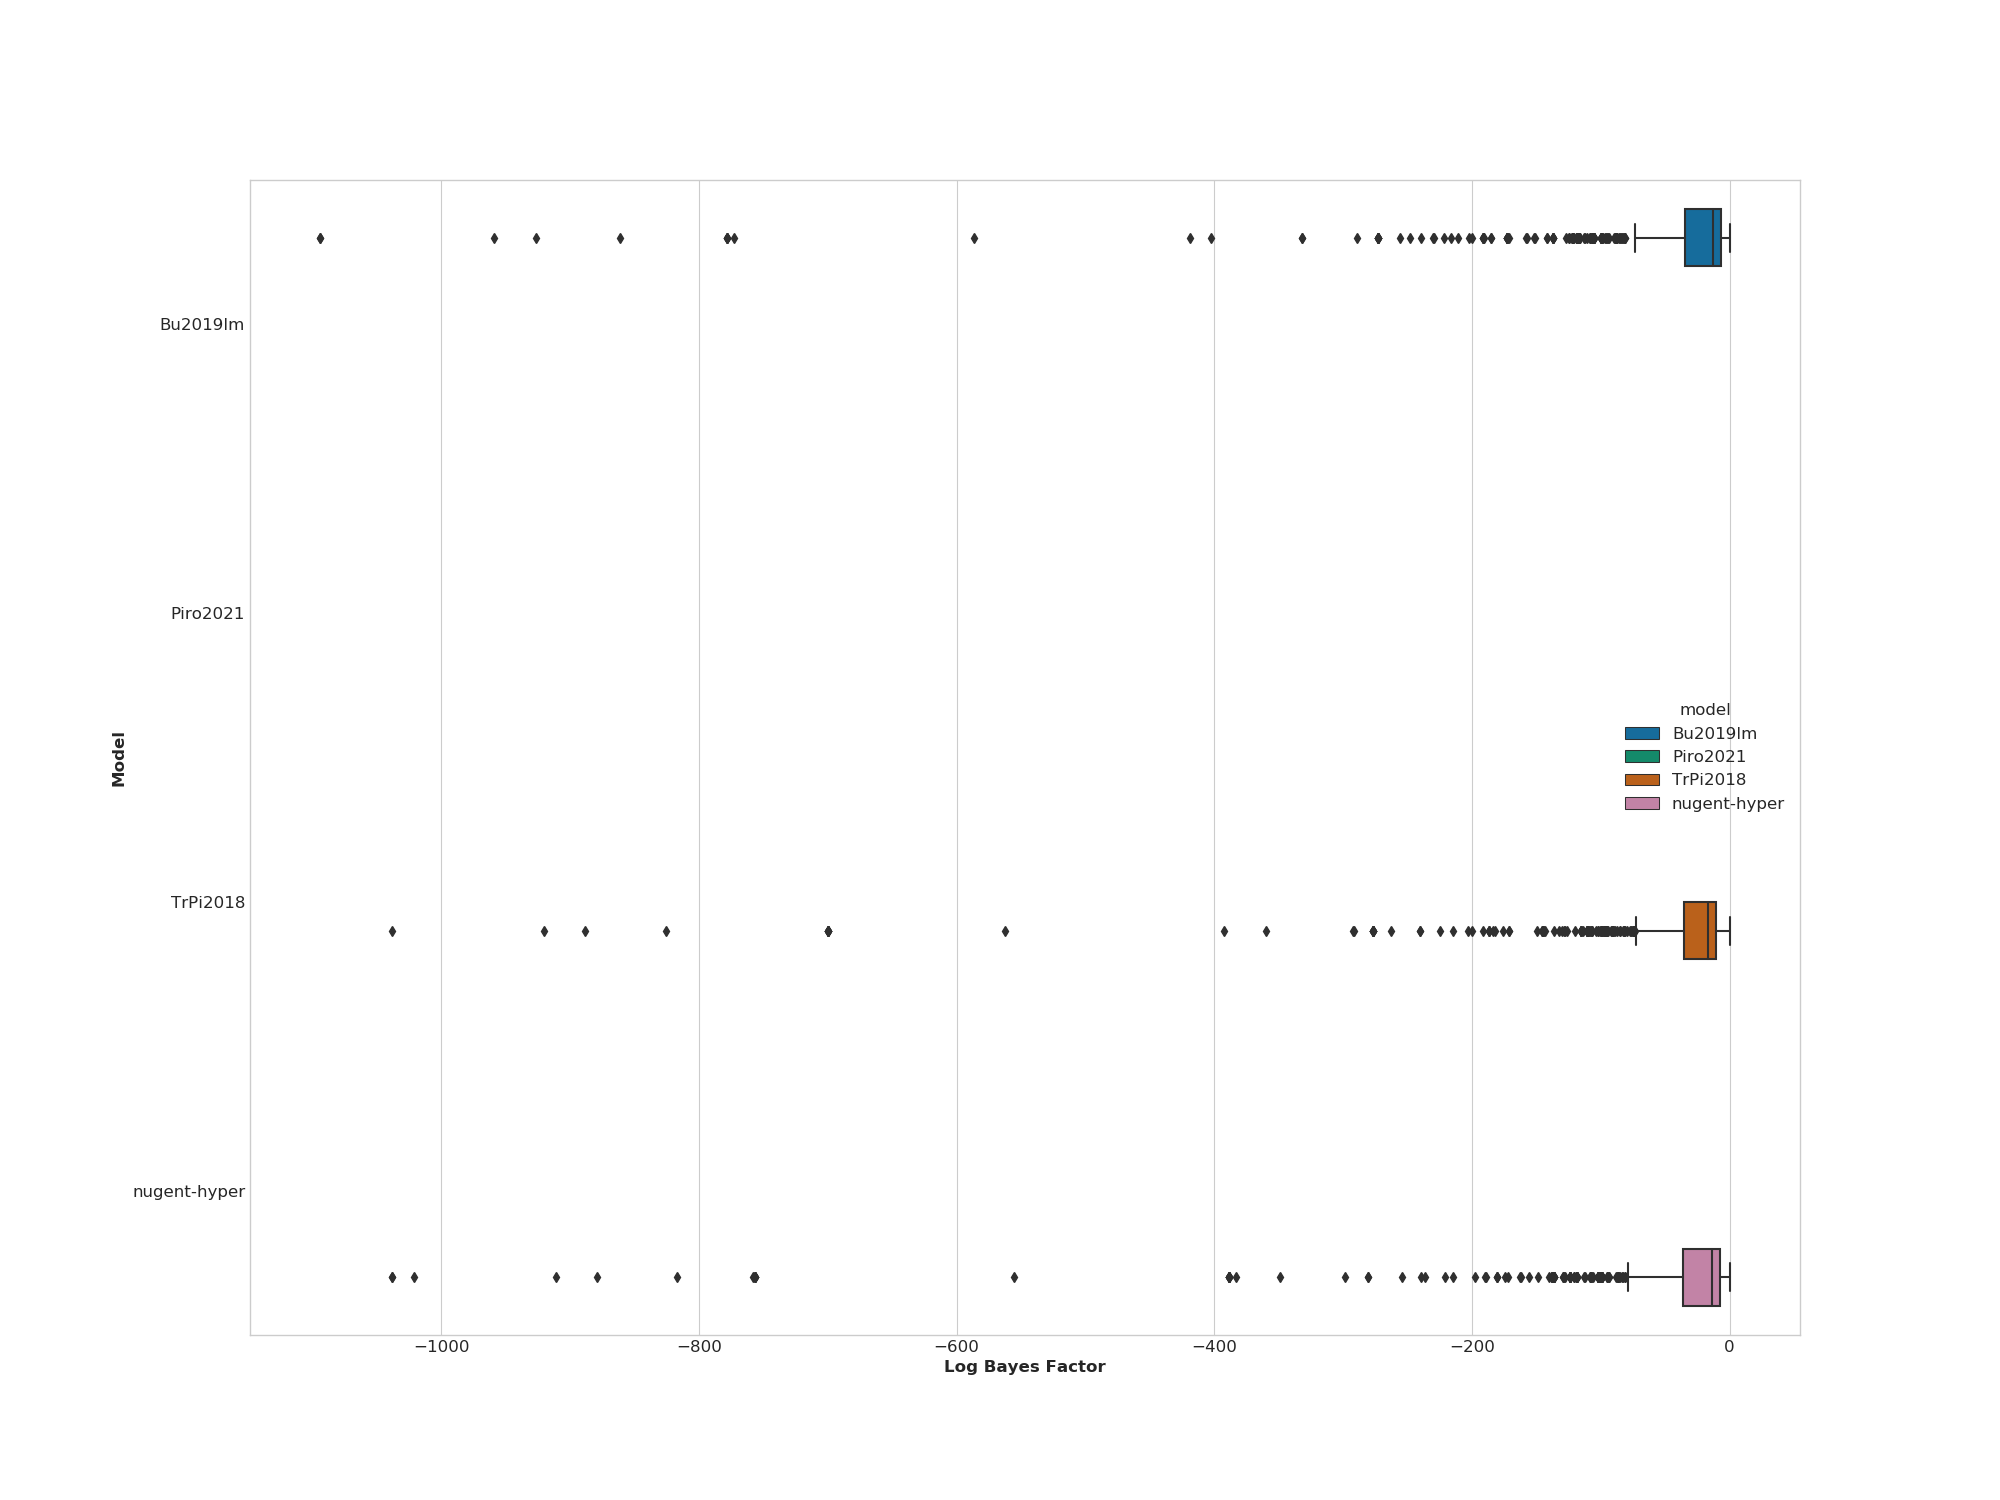 Bu2019lm
Piro2021
Model
model
Bu2019lm
Piro2021
TrPi2018
nugent-hyper
TrPi2018
nugent-hyper
−1000 −800 −600 −400 −200 0
Log Bayes Factor